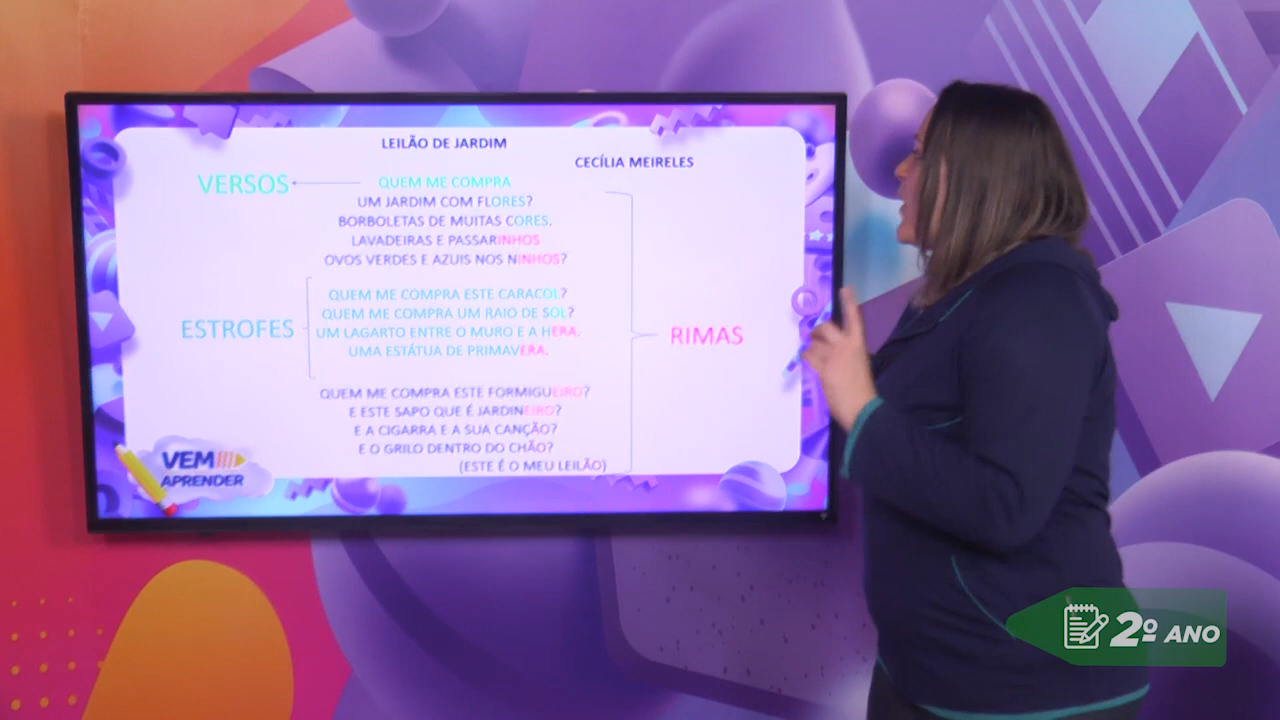 LEILÃO DE JARDIM
CECÍLIA MEIRELES
VERSOS
QUEM ME COMPRA
UM JARDIM COM FLORES?
BORBOLETAS DE MUITAS CORES,
LAVADEIRAS E PASSARINHOS
OVOS VERDES E AZUIS NOS NINHOS?
ESTROFES
QUEM ME COMPRA ESTE CARACOL?
QUEM ME COMPRA UM RAIO DE SOL?
UM LAGARTO ENTRE O MURO E A HERA.
UMA ESTÁTUA DE PRIMAVERA.
RIMAS
QUEM ME COMPRA ESTE FORMIGUEIRO?
E ESTE SAPO QUE É JARDINEIRO?
E A CIGARRA E A SUA CANÇÃO?
E O GRILO DENTRO DO CHÃO?
(ESTE É O MEU LEILÃO)
VEM
APRENDER
2º ANO